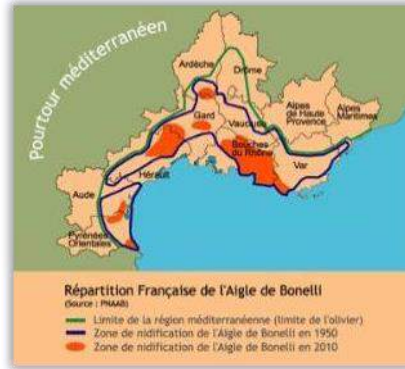 Pourtour méditerranéen
Ardèche
Drôme
Gard
Vaucluse
Alpes
de Haute
Provence
Alpes
Maritimes
Bouches
du Rhône
Var
Hérault
Aude
Pyrénées
Orientales
Répartition Française de l'Aigle de Bonelli
(Source : PNAAB)
Limite de la région méditerranéenne (limite de l'olivier)
Zone de nidification de l'Aigle de Bonelli en 1950
Zone de nidification de l'Aigle de Bonelli en 2010